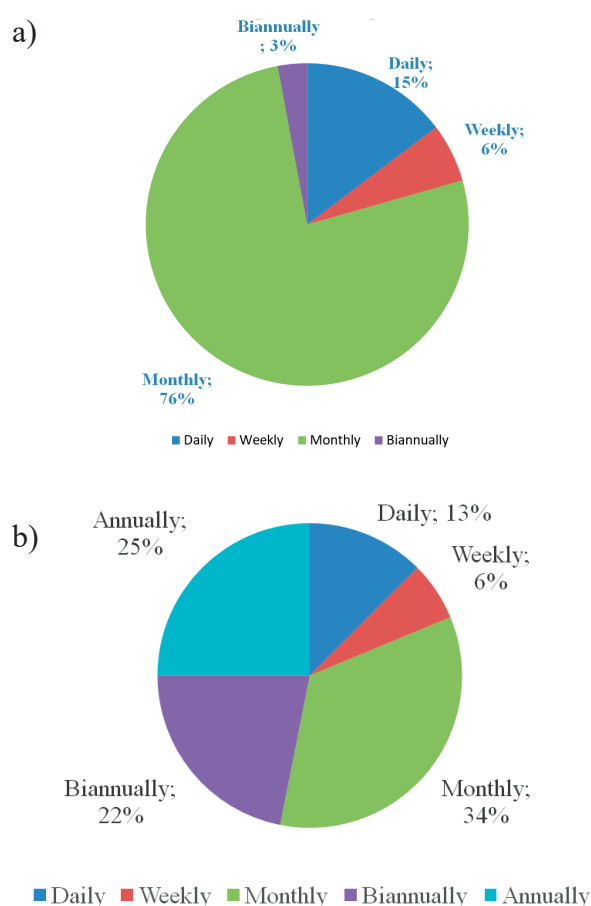 a)
Biannually
; 3%
Daily;
15%
Weekly;
6%
Monthly;
76%
Daily Weekly Monthly Biannually
b)
Annually;
25%
Daily; 13%
Weekly;
6%
Biannually;
22%
Monthly;
34%
Daily Weekly Monthly Biannually Annually